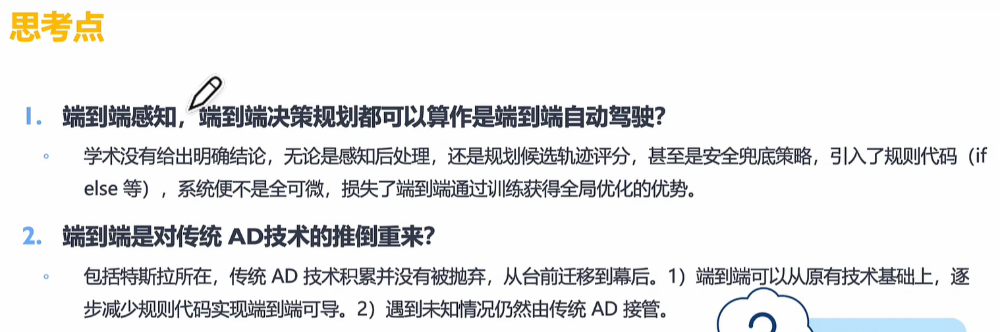 思考点
1. 端到端感知，端到端决策规划都可以算作是端到端自动驾驶？
◦ 学术没有给出明确结论，无论是感知后处理，还是规划候选轨迹评分，甚至是安全兜底策略，引入了规则代码（if
else 等），系统便不是全可微，损失了端到端通过训练获得全局优化的优势。
2. 端到端是对传统 AD技术的推倒重来？
◦ 包括特斯拉所在，传统 AD 技术积累并没有被抛弃，从台前迁移到幕后。1）端到端可以从原有技术基础上，逐
步减少规则代码实现端到端可导。2）遇到未知情况仍然由传统 AD 接管。
?